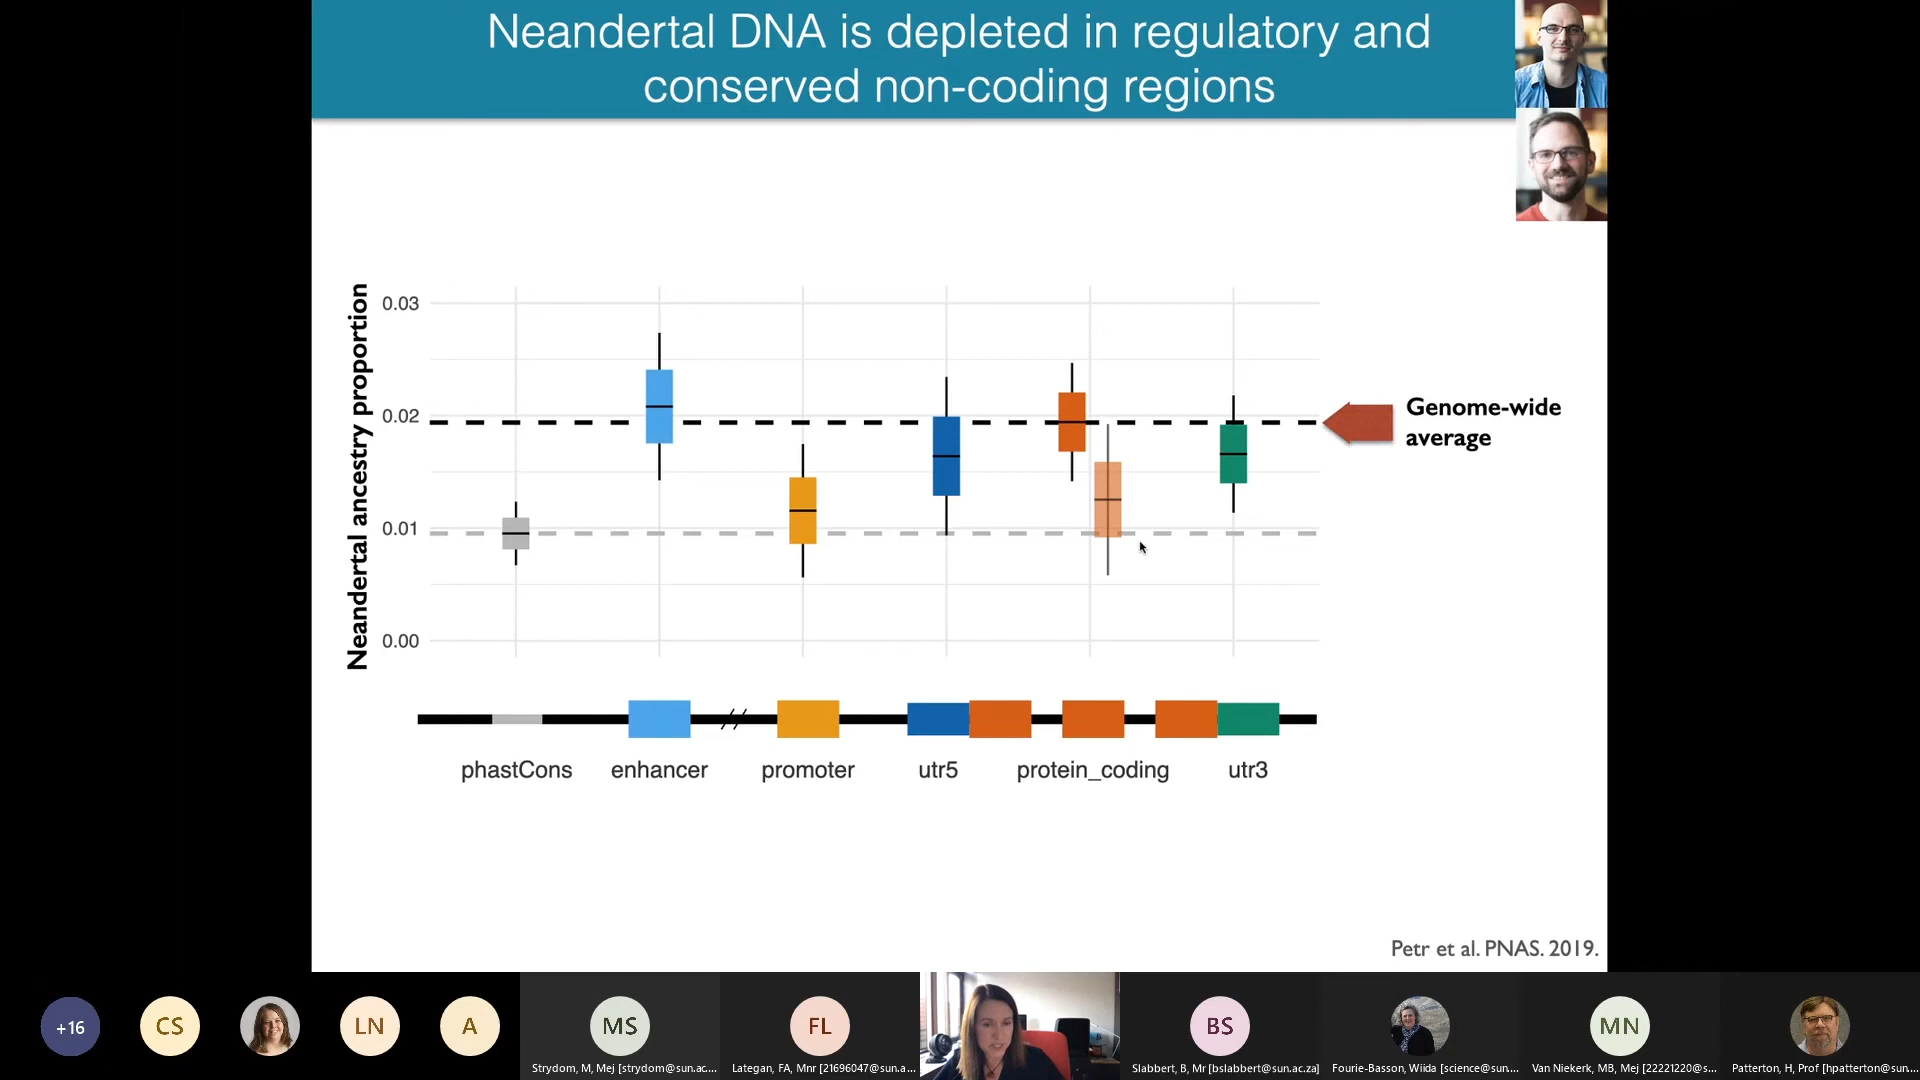 Neandertal DNA is depleted in regulatory and
conserved non-coding regions
Neandertal ancestry proportion
0.03
0.02
0.01
0.00
Genome-wide
average
phastCons enhancer promoter utr5 protein_coding utr3
Petr et al. PNAS. 2019.
+16 CS LN A MS FL BS MN
Strydom, M, Mej [strydom@sun.ac.... Lategan, FA, Mnr [21696047@sun.a... Slabbert, B, Mr [bslabbert@sun.ac.za] Fourie-Basson, Wiida [science@sun.... Van Niekerk, MB, Mej [22221220@s... Patterton, H, Prof [hpatterton@sun....